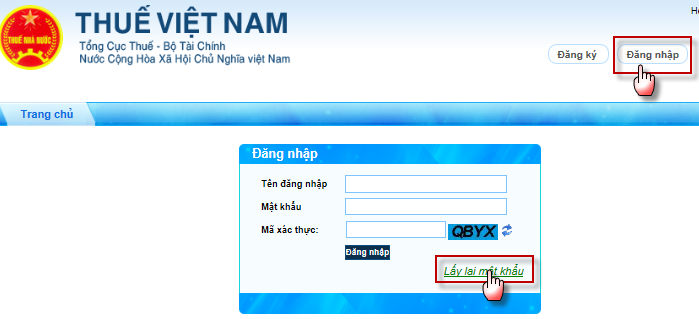 THUẾ VIỆT NAM
THUẾ NHÀ NƯỚC
Tổng Cục Thuế - Bộ Tài Chính
Nước Cộng Hòa Xã Hội Chủ Nghĩa việt Nam
Đăng ký
Đăng nhập
Trang chủ
Đăng nhập
Tên đăng nhập
Mật khẩu
Mã xác thực:
QBYX
Đăng nhập
Lấy lại mật khẩu